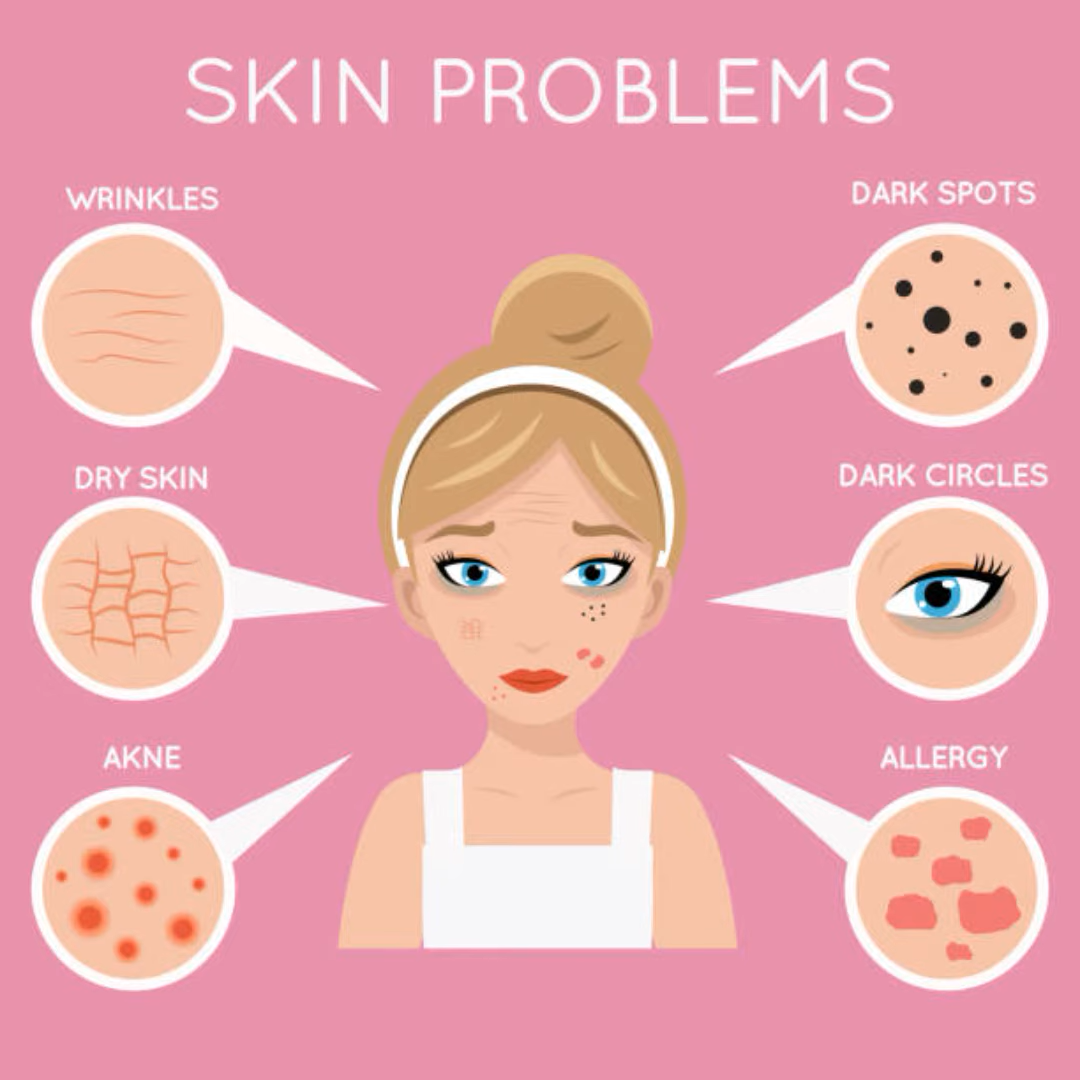 SKIN PROBLEMS
WRINKLES
DARK SPOTS
DRY SKIN
DARK CIRCLES
AKNE
ALLERGY